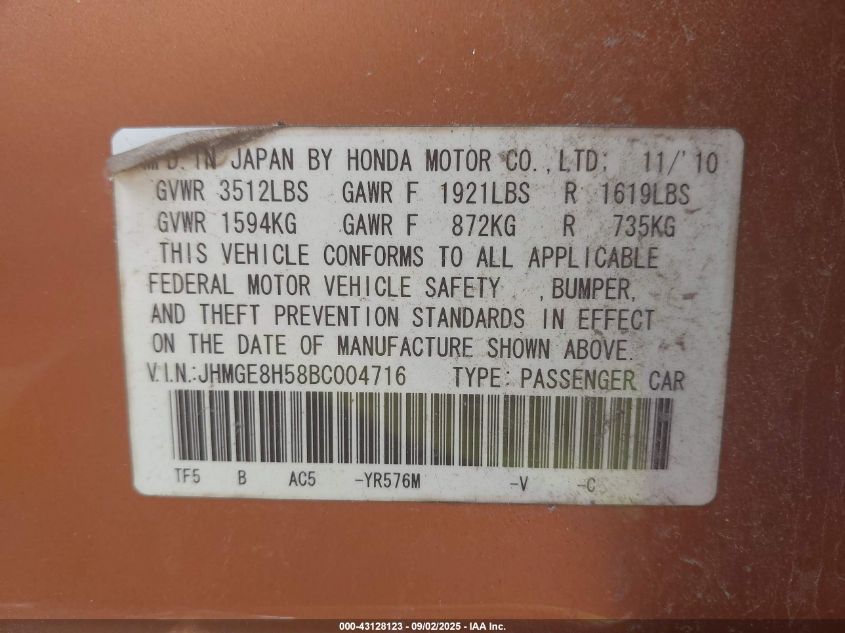 MFD. IN JAPAN BY HONDA MOTOR CO.,LTD; 11/'10
GVWR 3512LBS GAWR F 1921LBS R 1619LBS
GVWR 1594KG GAWR F 872KG R 735KG
THIS VEHICLE CONFORMS TO ALL APPLICABLE
FEDERAL MOTOR VEHICLE SAFETY ,BUMPER,
AND THEFT PREVENTION STANDARDS IN EFFECT
ON THE DATE OF MANUFACTURE SHOWN ABOVE.
V.I.N.:JHMGE8H58BC004716 TYPE: PASSENGER CAR
TF5 B AC5 -YR576M -V -C
000-43128123 - 09/02/2025 - IAA Inc.